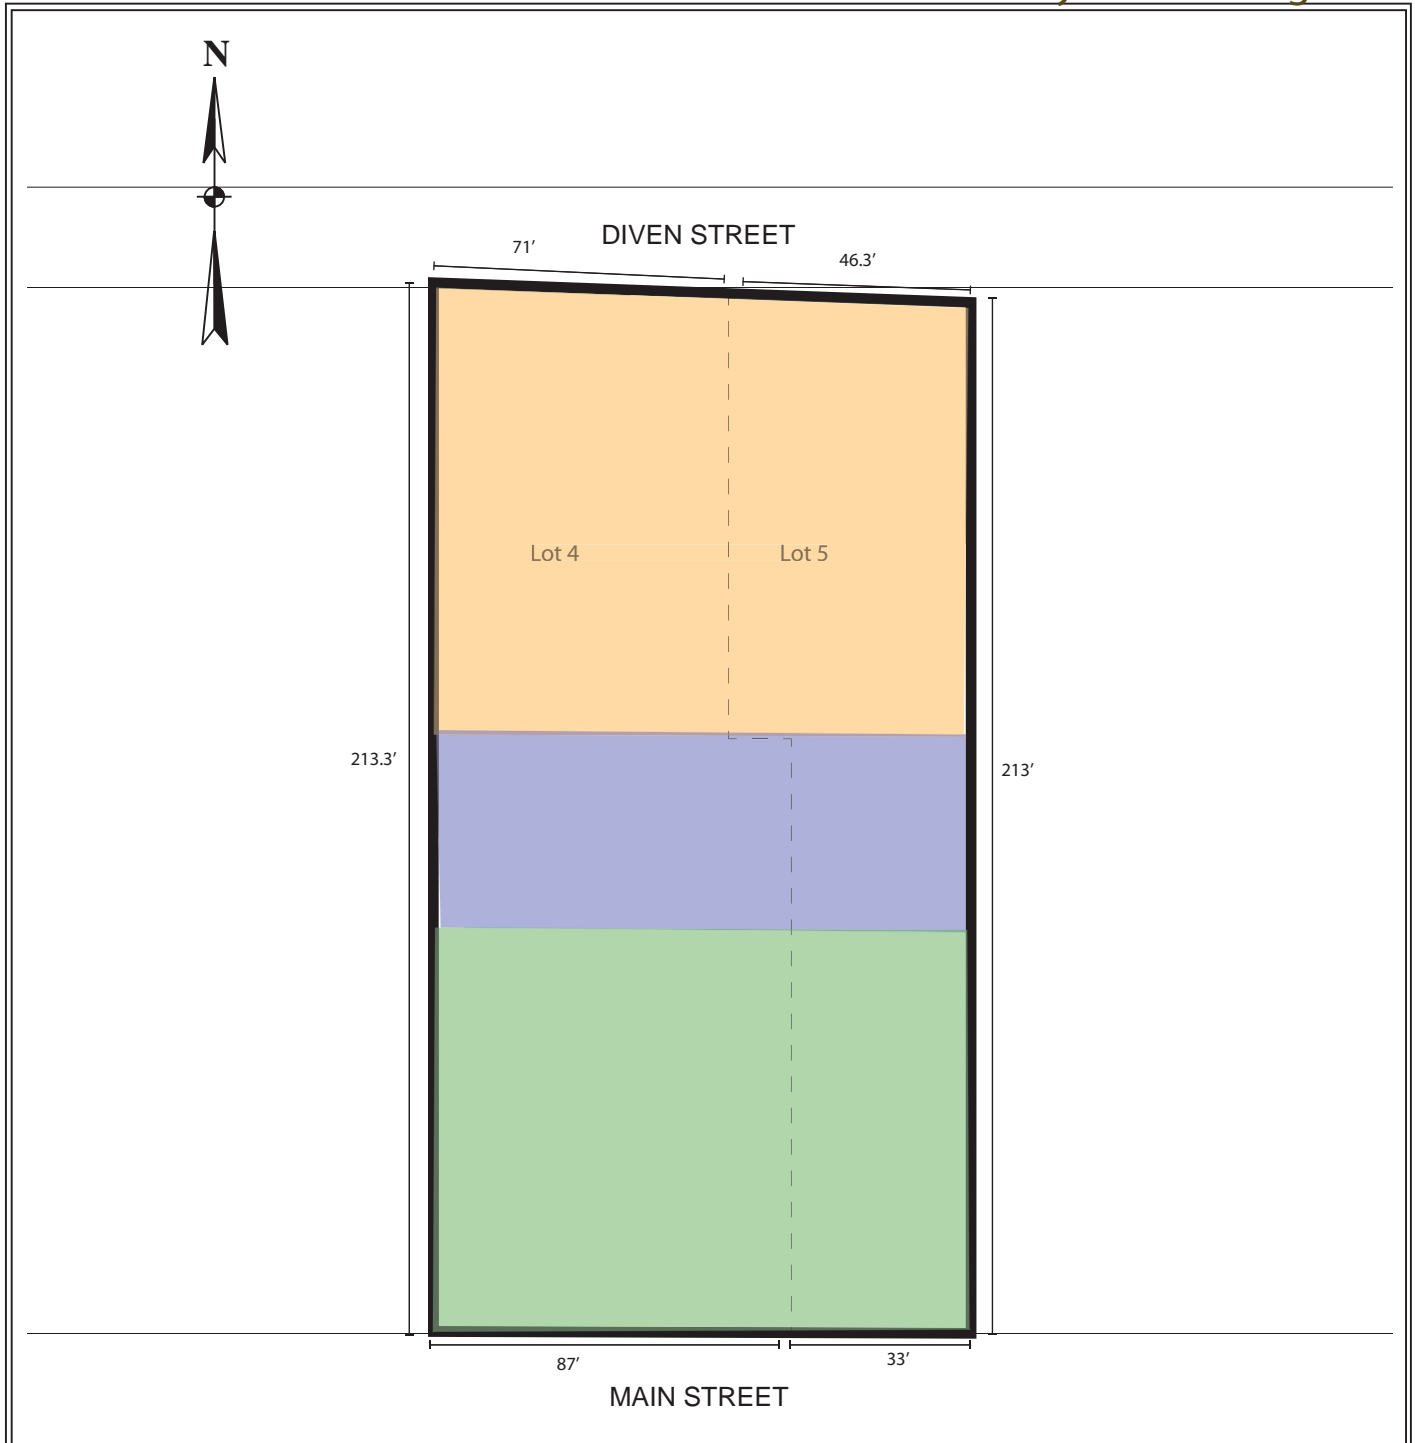 N
DIVEN STREET
71′
46.3′
Lot 4
Lot 5
213.3′
213′
87′
33′
MAIN STREET